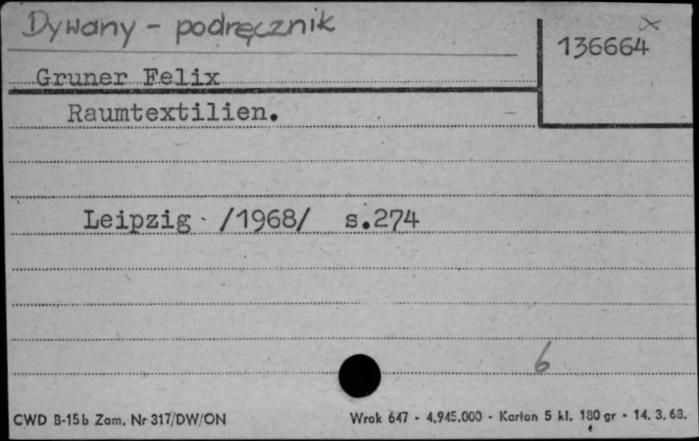 Dywany - podręcznik
136664 x
Gruner Felix
Raumtextilien.
Leipzig /1968/ s.274
6
CWD B-15b Zam. Nr 317/DW/ON Wrak 647 - 4.945.000 - Karton 5 kl. 180 gr - 14. 3. 68.